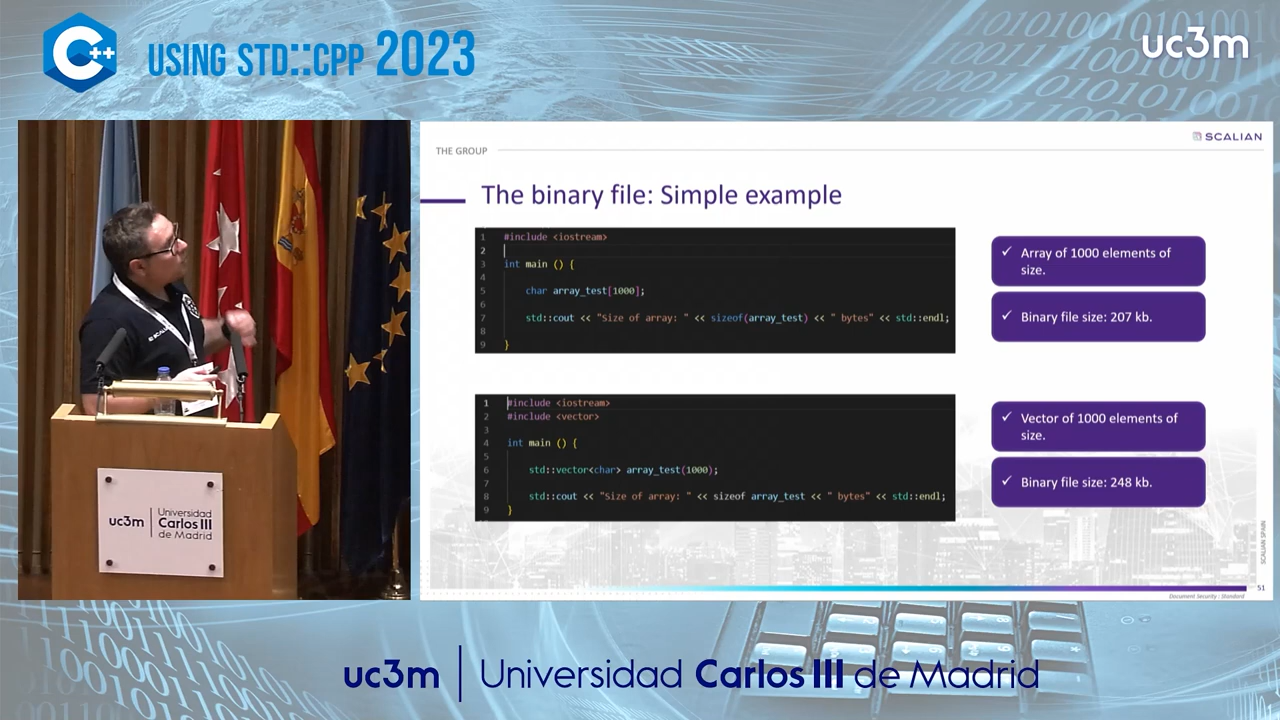 C++
USING STD::CPP 2023
uc3m
THE GROUP
SCALIAN
The binary file: Simple example
1 #include <iostream>
2
3 int main () {
4
5 char array_test[1000];
6
7 std::cout << "Size of array: " << sizeof(array_test) << " bytes" << std::endl;
8
9 }
✓ Array of 1000 elements of
size.
✓ Binary file size: 207 kb.
1 #include <iostream>
2 #include <vector>
3
4 int main () {
5
6 std::vector<char> array_test(1000);
7
8 std::cout << "Size of array: " << sizeof array_test << " bytes" << std::endl;
9 }
✓ Vector of 1000 elements of
size.
✓ Binary file size: 248 kb.
SCALIAN SPAIN
51
Document Security : Standard
uc3m
Universidad
Carlos III
de Madrid
uc3m | Universidad Carlos III de Madrid